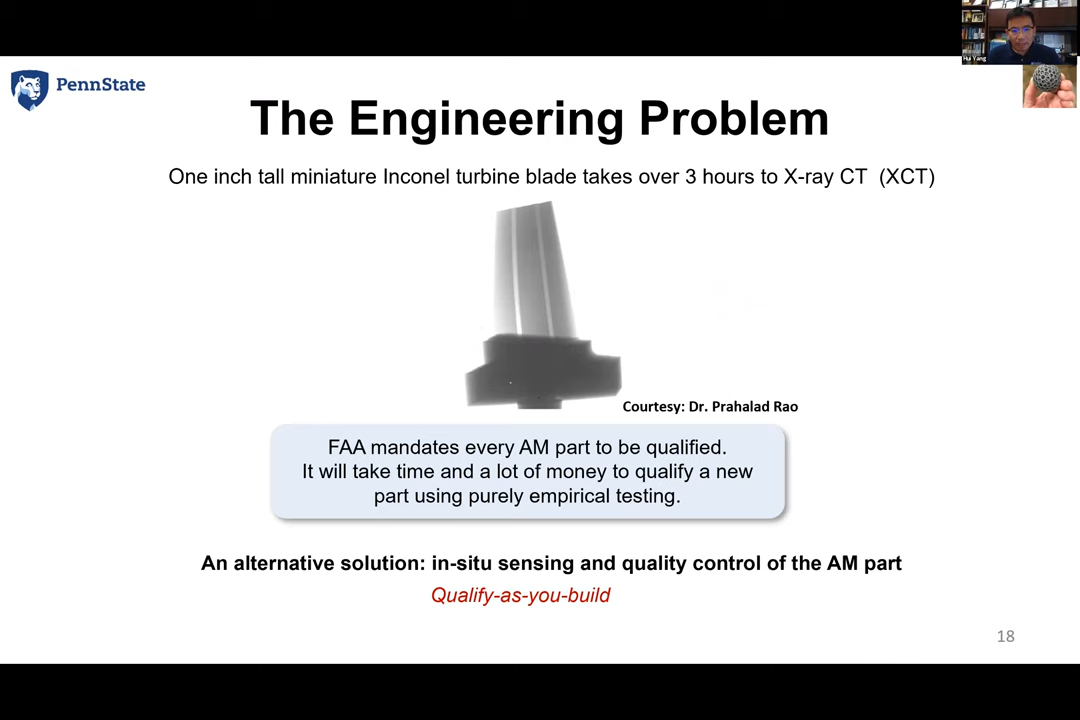 Hui Yang
PennState
The Engineering Problem
One inch tall miniature Inconel turbine blade takes over 3 hours to X-ray CT (XCT)
Courtesy: Dr. Prahalad Rao
FAA mandates every AM part to be qualified.
It will take time and a lot of money to qualify a new
part using purely empirical testing.
An alternative solution: in-situ sensing and quality control of the AM part
Qualify-as-you-build
18